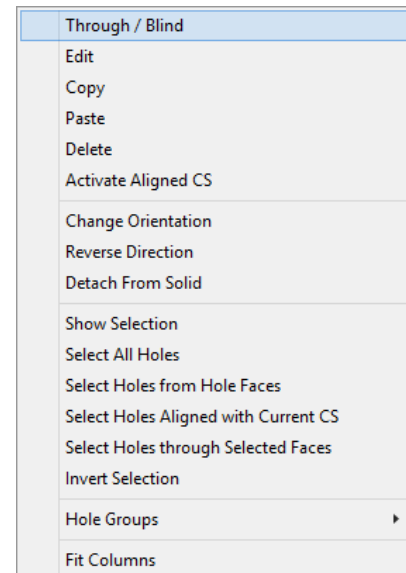 Through / Blind
Edit
Copy
Paste
Delete
Activate Aligned CS
Change Orientation
Reverse Direction
Detach From Solid
Show Selection
Select All Holes
Select Holes from Hole Faces
Select Holes Aligned with Current CS
Select Holes through Selected Faces
Invert Selection
Hole Groups
Fit Columns